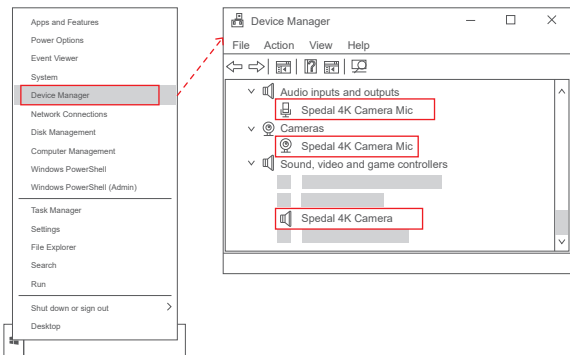 Apps and Features
Power Options
Event Viewer
System
Device Manager
Network Connections
Disk Management
Computer Management
Windows PowerShell
Windows PowerShell (Admin)
Task Manager
Settings
File Explorer
Search
Run
Shut down or sign out
Desktop
Device Manager
File Action View Help
Audio inputs and outputs
Spedal 4K Camera Mic
Cameras
Spedal 4K Camera Mic
Sound, video and game controllers
Spedal 4K Camera